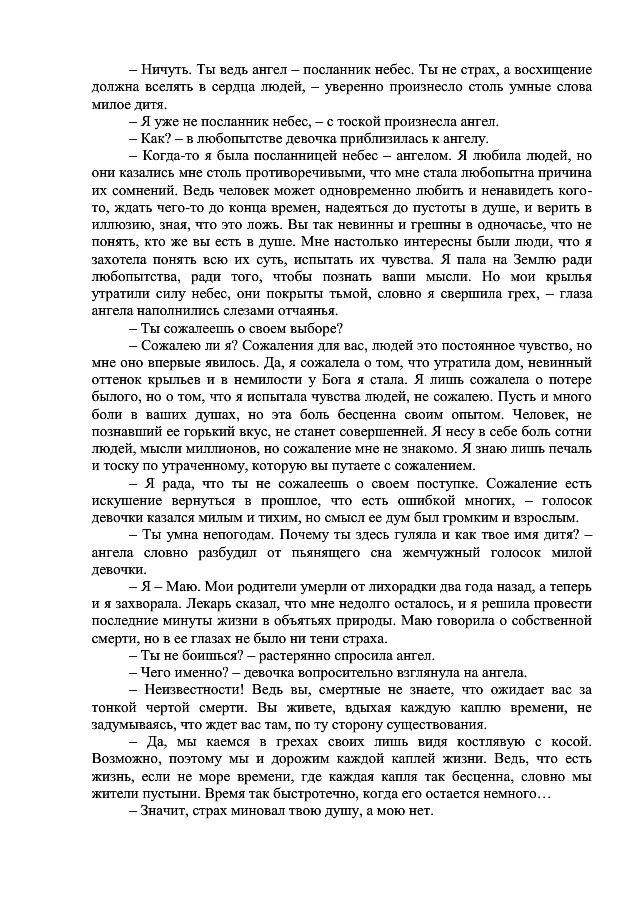 – Ничуть. Ты ведь ангел – посланник небес. Ты не страх, а восхищение
должна вселять в сердца людей, – уверенно произнесло столь умные слова
милое дитя.
– Я уже не посланник небес, – с тоской произнесла ангел.
– Как? – в любопытстве девочка приблизилась к ангелу.
– Когда-то я была посланницей небес – ангелом. Я любила людей, но
они казались мне столь противоречивыми, что мне стала любопытна причина
их сомнений. Ведь человек может одновременно любить и ненавидеть кого-
то, ждать чего-то до конца времен, надеяться до пустоты в душе, и верить в
иллюзию, зная, что это ложь. Вы так невинны и грешны в одночасье, что не
понять, кто же вы есть в душе. Мне настолько интересны были люди, что я
захотела понять всю их суть, испытать их чувства. Я пала на Землю ради
любопытства, ради того, чтобы познать ваши мысли. Но мои крылья
утратили силу небес, они покрыты тьмой, словно я свершила грех, – глаза
ангела наполнились слезами отчаянья.
– Ты сожалеешь о своем выборе?
– Сожалею ли я? Сожаления для вас, людей это постоянное чувство, но
мне оно впервые явилось. Да, я сожалела о том, что утратила дом, невинный
оттенок крыльев и в немилости у Бога я стала. Я лишь сожалела о потере
былого, но о том, что я испытала чувства людей, не сожалею. Пусть и много
боли в ваших душах, но эта боль бесценна своим опытом. Человек, не
познавший ее горький вкус, не станет совершенней. Я несу в себе боль сотни
людей, мысли миллионов, но сожаление мне не знакомо. Я знаю лишь печаль
и тоску по утраченному, которую вы путаете с сожалением.
– Я рада, что ты не сожалеешь о своем поступке. Сожаление есть
искушение вернуться в прошлое, что есть ошибкой многих, – голосок
девочки казался милым и тихим, но смысл ее дум был громким и взрослым.
– Ты умна непогодам. Почему ты здесь гуляла и как твое имя дитя? –
ангела словно разбудил от пьянящего сна жемчужный голосок милой
девочки.
– Я – Маю. Мои родители умерли от лихорадки два года назад, а теперь
и я захворала. Лекарь сказал, что мне недолго осталось, и я решила провести
последние минуты жизни в объятьях природы. Маю говорила о собственной
смерти, но в ее глазах не было ни тени страха.
– Ты не боишься? – растерянно спросила ангел.
– Чего именно? – девочка вопросительно взглянула на ангела.
– Неизвестности! Ведь вы, смертные не знаете, что ожидает вас за
тонкой чертой смерти. Вы живете, вдыхая каждую каплю времени, не
задумываясь, что ждет вас там, по ту сторону существования.
– Да, мы каемся в грехах своих лишь видя костлявую с косой.
Возможно, поэтому мы и дорожим каждой каплей жизни. Ведь, что есть
жизнь, если не море времени, где каждая капля так бесценна, словно мы
жители пустыни. Время так быстротечно, когда его остается немного…
– Значит, страх миновал твою душу, а мою нет.